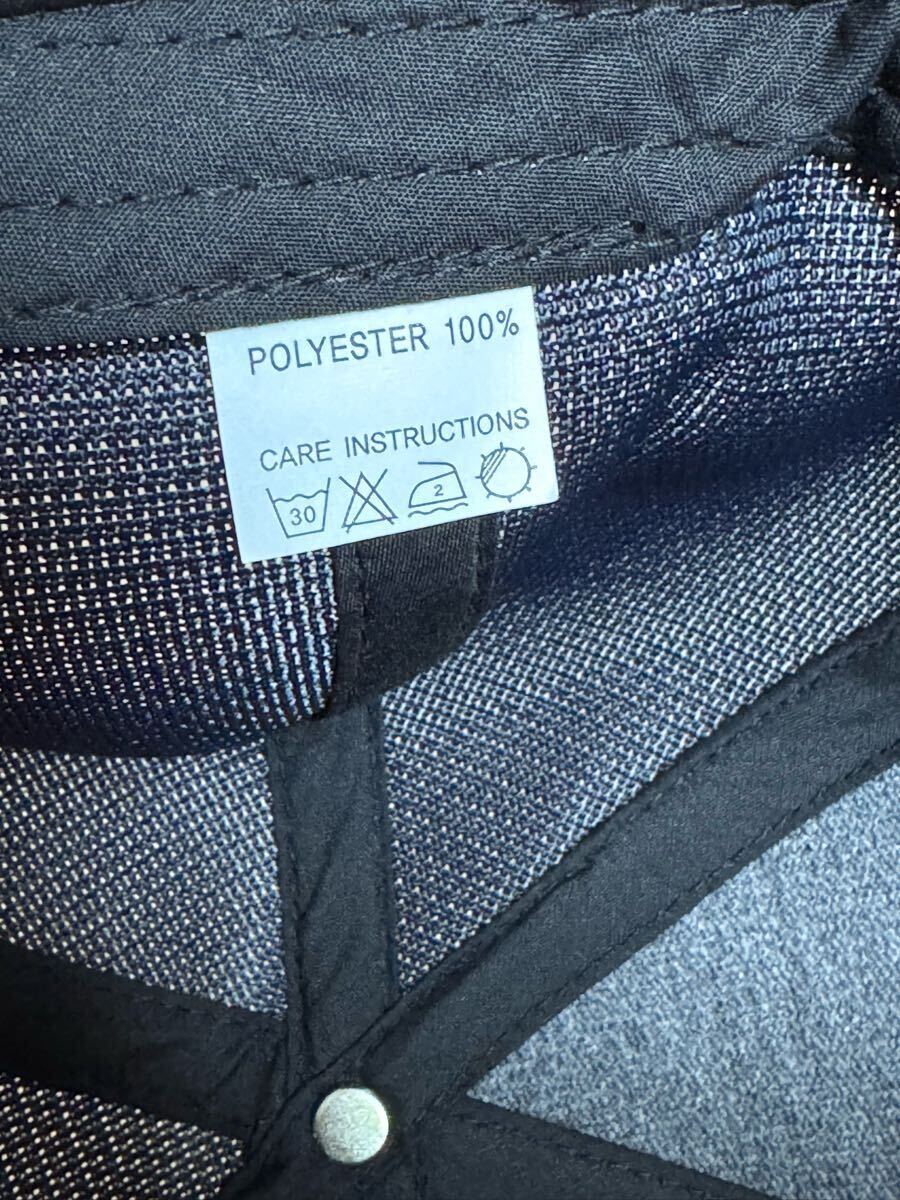 POLYESTER 100%
CARE INSTRUCTIONS
30 2